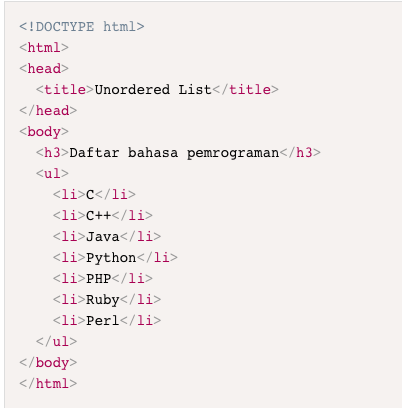 <!DOCTYPE html>
<html>
<head>
<title>Unordered List</title>
</head>
<body>
<h3>Daftar bahasa pemrograman</h3>
<ul>
<li>C</li>
<li>C++</li>
<li>Java</li>
<li>Python</li>
<li>PHP</li>
<li>Ruby</li>
<li>Perl</li>
</ul>
</body>
</html>